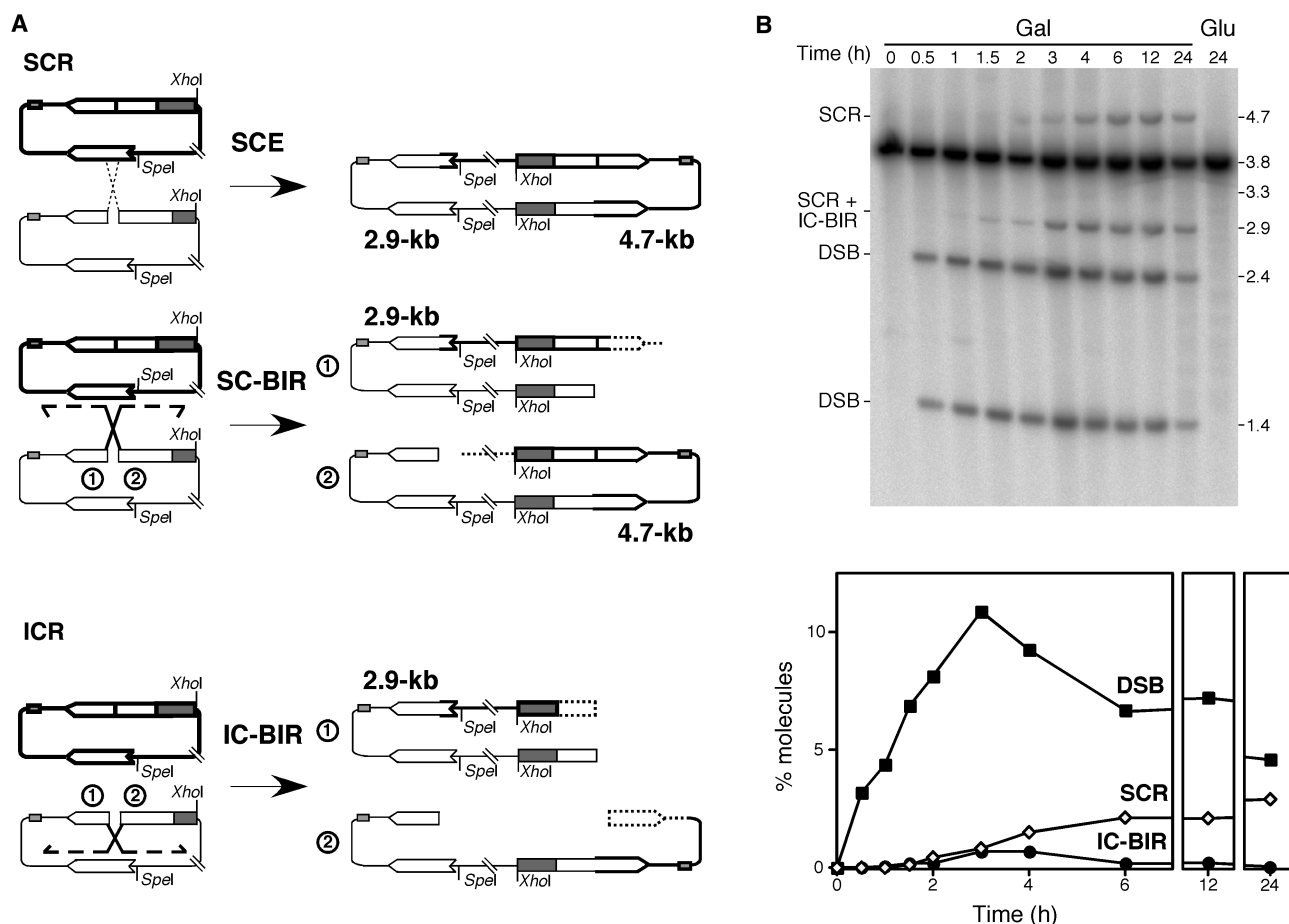 A
SCR
XhoI
SpeI
SpeI
SCE
SpeI
XhoI
SpeI
XhoI
2.9-kb
4.7-kb
XhoI
SpeI
XhoI
1
2
SpeI
SC-BIR
2.9-kb
1
SpeI
XhoI
SpeI
XhoI
2
XhoI
SpeI
XhoI
4.7-kb
ICR
XhoI
SpeI
1
2
XhoI
SpeI
IC-BIR
2.9-kb
1
SpeI
XhoI
SpeI
XhoI
2
SpeI
XhoI
B
Gal Glu
Time (h) 0 0.5 1 1.5 2 3 4 6 12 24 24
SCR
SCR +
IC-BIR
DSB
DSB
4.7
3.8
3.3
2.9
2.4
1.4
% molecules
10
5
0
DSB
SCR
IC-BIR
0 2 4 6 12 24
Time (h)